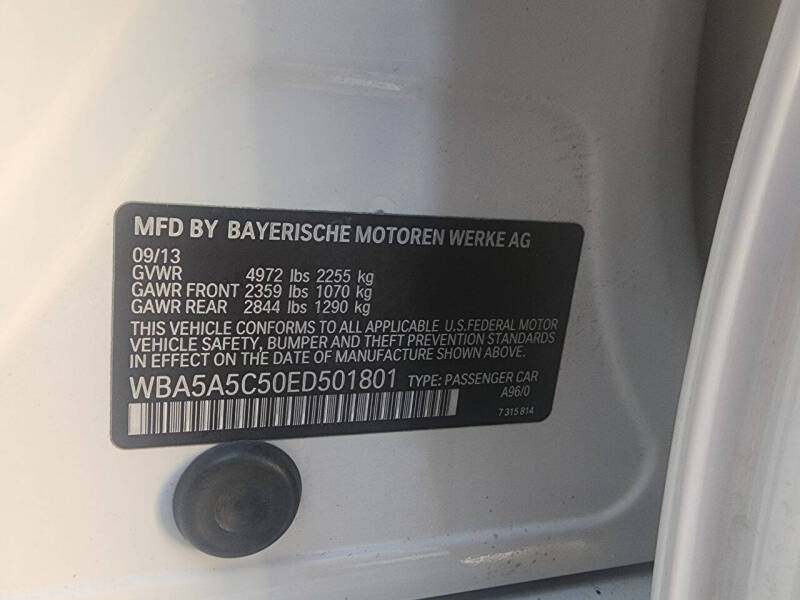 MFD BY BAYERISCHE MOTOREN WERKE AG
09/13
GVWR 4972 lbs 2255 kg
GAWR FRONT 2359 lbs 1070 kg
GAWR REAR 2844 lbs 1290 kg
THIS VEHICLE CONFORMS TO ALL APPLICABLE U.S.FEDERAL MOTOR
VEHICLE SAFETY, BUMPER AND THEFT PREVENTION STANDARDS
IN EFFECT ON THE DATE OF MANUFACTURE SHOWN ABOVE.
WBA5A5C50ED501801 TYPE: PASSENGER CAR
A96/0
7 315 814